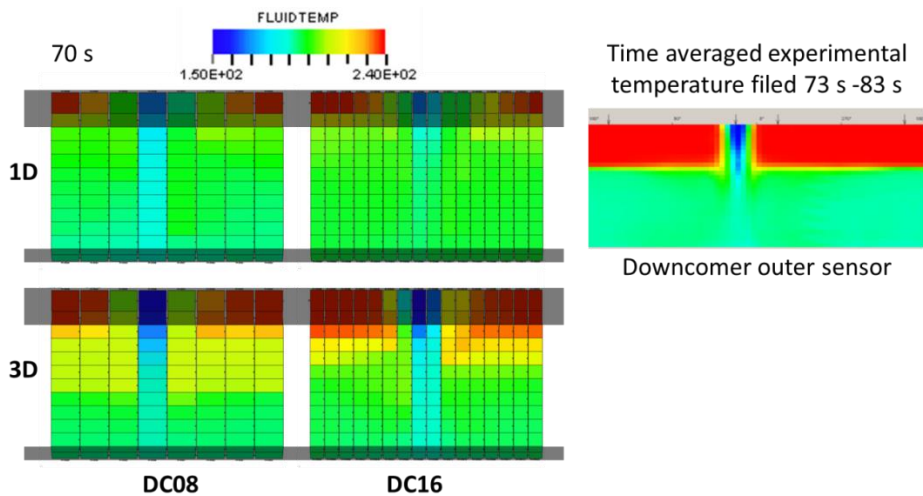 FLUIDTEMP
70 s
1.50E+02 2.40E+02
Time averaged experimental
temperature filed 73 s -83 s
1D
Downcomer outer sensor
3D
DC08 DC16